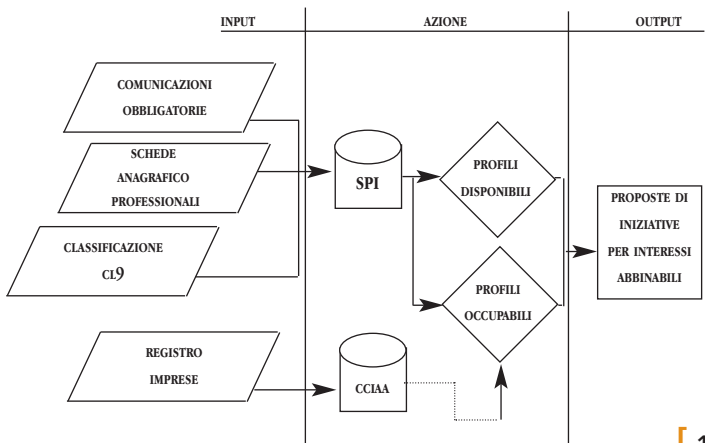 INPUT
AZIONE
OUTPUT
COMUNICAZIONI
OBBLIGATORIE
SCHEDE
ANAGRAFICO
PROFESSIONALI
CLASSIFICAZIONE
CL9
REGISTRO
IMPRESE
SPI
CCIAA
PROFILI
DISPONIBILI
PROFILI
OCCUPABILI
PROPOSTE DI
INIZIATIVE
PER INTERESSI
ABBINABILI